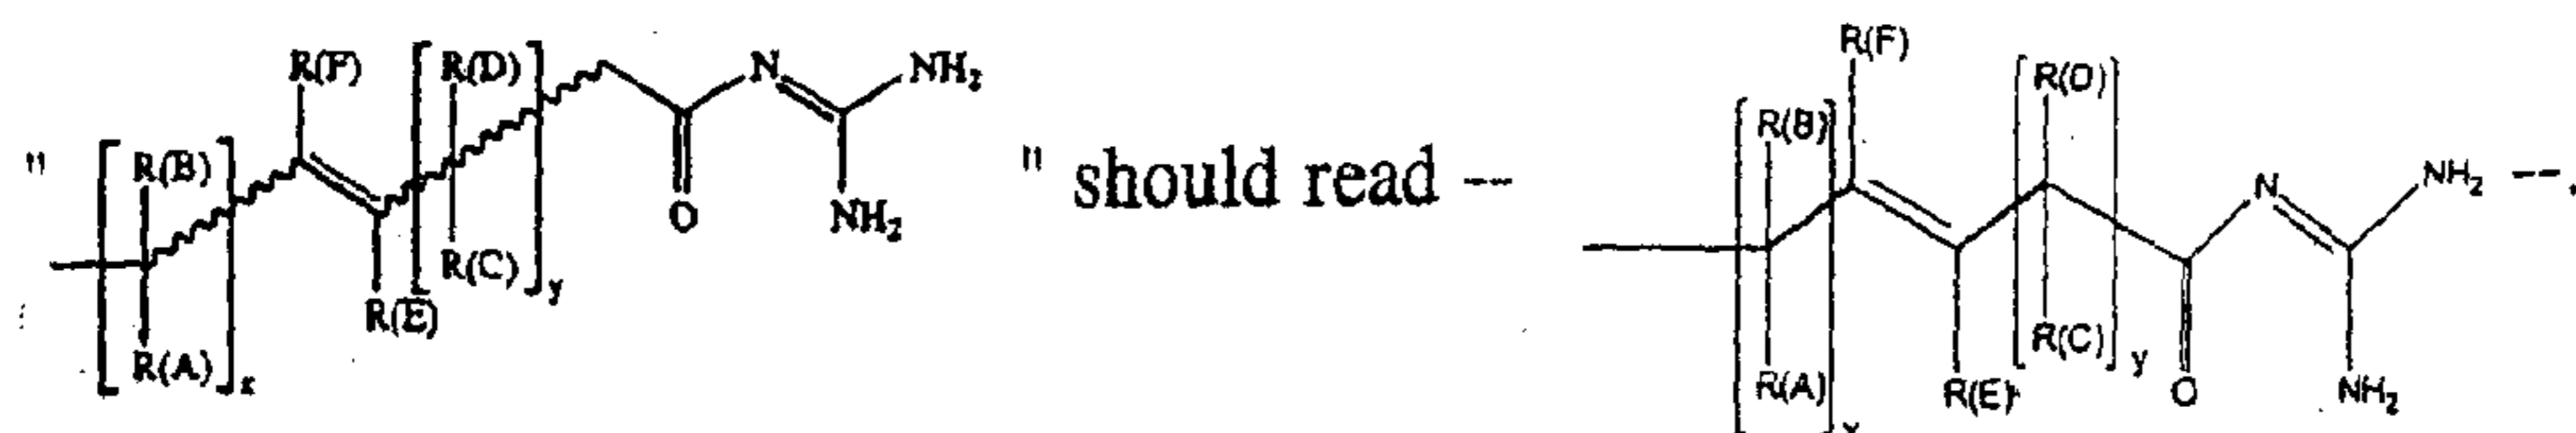 " [R(B) R(A)]x R(F) R(E) [R(D) R(C)]y O N NH2 NH2 " should read -- [R(B) R(A)]x R(F) R(E) [R(D) R(C)]y O N NH2 NH2 --.